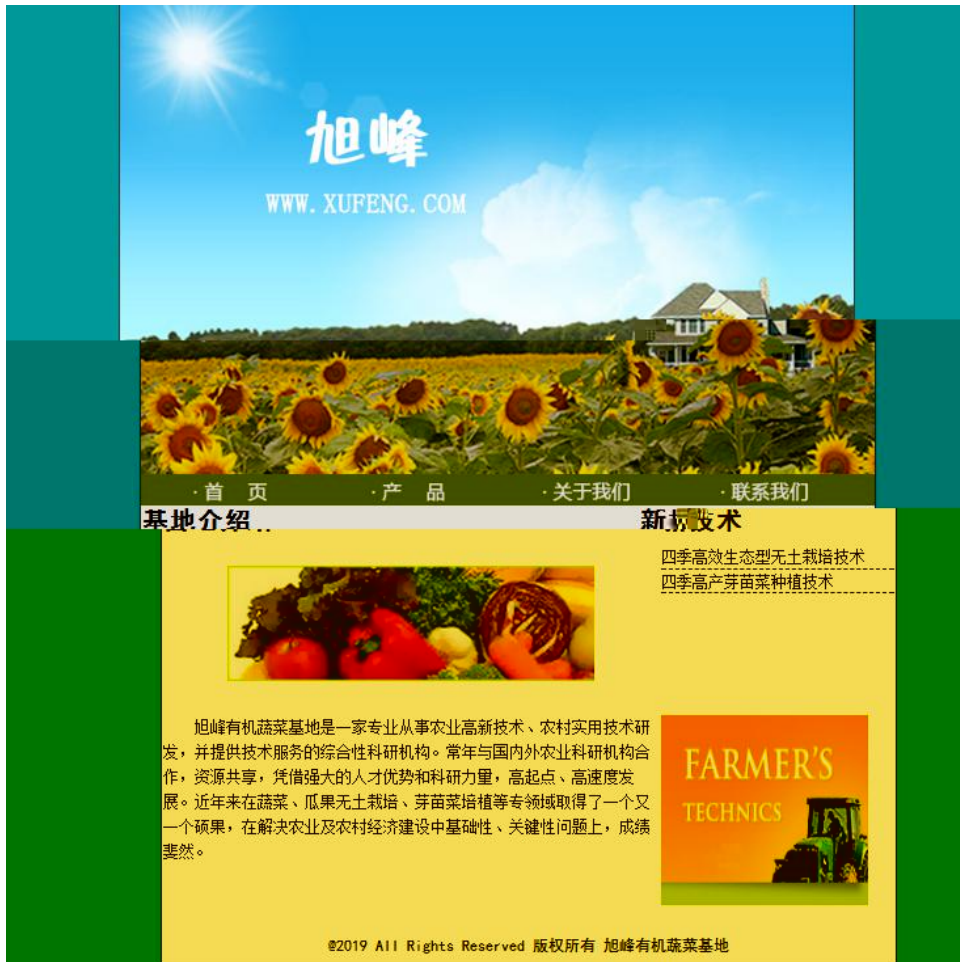 旭峰
WWW.XUFENG.COM
·首 页 ·产 品 ·关于我们 ·联系我们
基地介绍
新 技术
四季高效生态型无土栽培技术
四季高产芽苗菜种植技术
旭峰有机蔬菜基地是一家专业从事农业高新技术、农村实用技术研
发，并提供技术服务的综合性科研机构。常年与国内外农业科研机构合
作，资源共享，凭借强大的人才优势和科研力量，高起点、高速度发
展。近年来在蔬菜、瓜果无土栽培、芽苗菜培植等专领域取得了一个又
一个硕果，在解决农业及农村经济建设中基础性、关键性问题上，成绩
斐然。
FARMER'S
TECHNICS
@2019 All Rights Reserved 版权所有 旭峰有机蔬菜基地